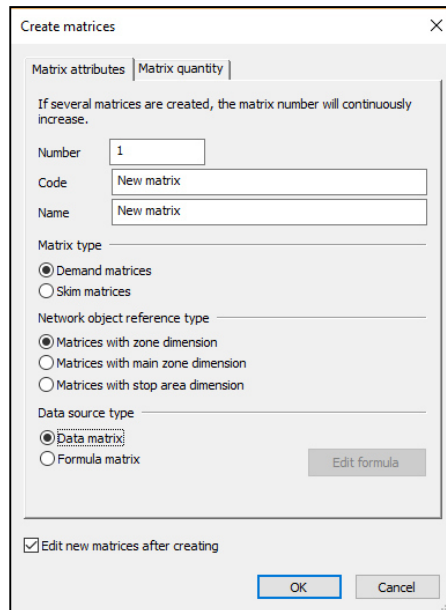 Create matrices
Matrix attributes Matrix quantity
If several matrices are created, the matrix number will continuously
increase.
Number 1
Code New matrix
Name New matrix
Matrix type
Demand matrices
Skim matrices
Network object reference type
Matrices with zone dimension
Matrices with main zone dimension
Matrices with stop area dimension
Data source type
Data matrix
Formula matrix Edit formula
Edit new matrices after creating
OK Cancel